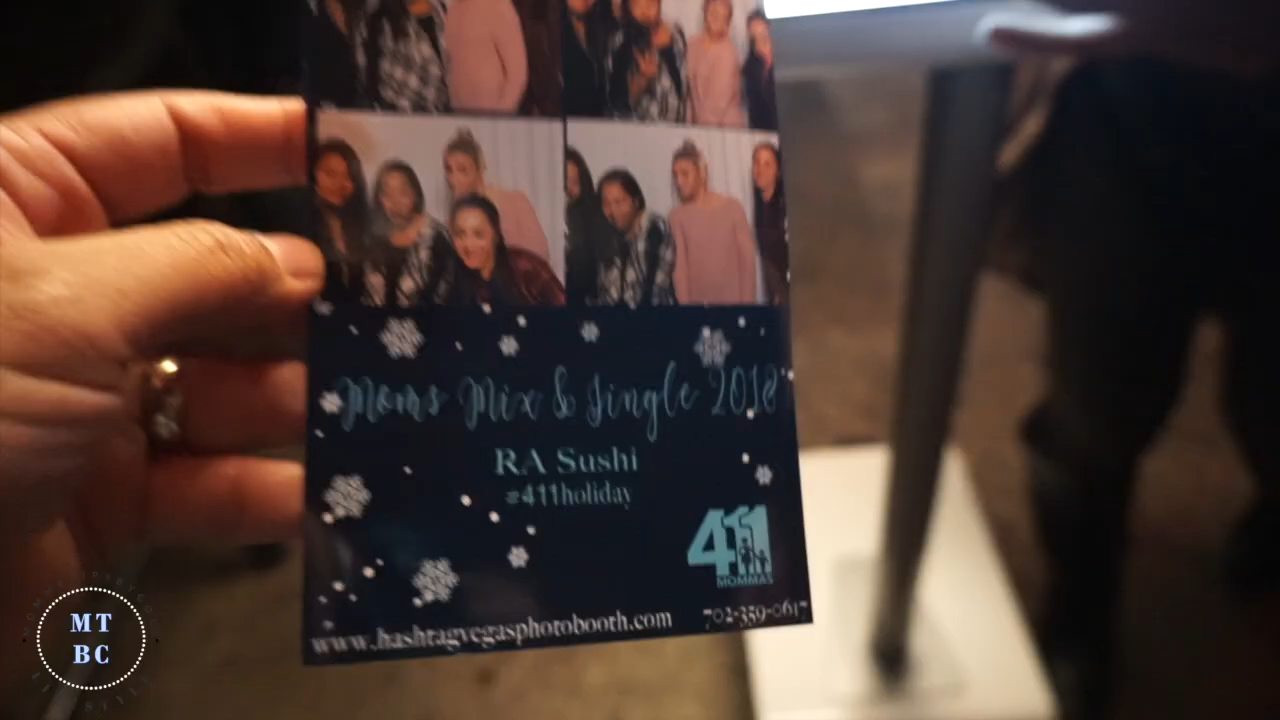 Moms Mix & Jingle 2018
RA Sushi
#411holiday
411
MOMMAS
www.hashtagvegasphotobooth.com
702-359-0617
MT
BC